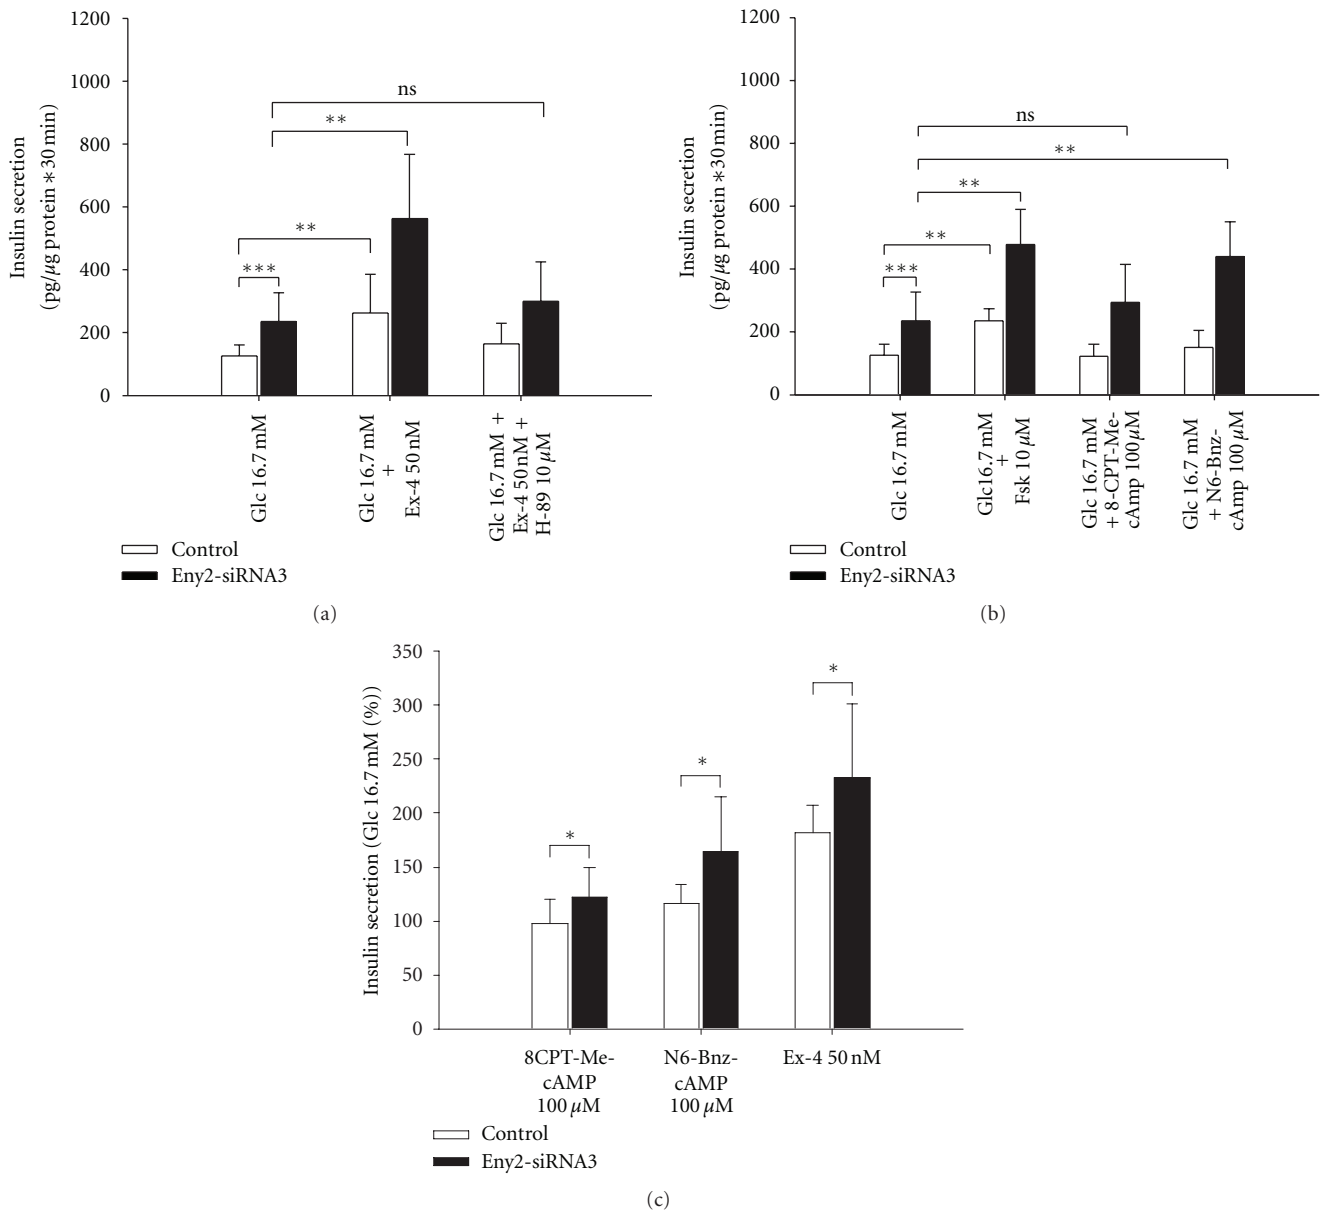 1200
1000
800
600
400
200
0
Insulin secretion
(pg/µg protein ∗ 30 min)
ns
∗∗
∗∗
∗∗∗
Glc 16.7 mM
Glc 16.7 mM
+
Ex-4 50 nM
Glc 16.7 mM +
Ex-4 50 nM +
H-89 10 µM
Control
Eny2-siRNA3
(a)
1200
1000
800
600
400
200
0
Insulin secretion
(pg/µg protein ∗ 30 min)
ns
∗∗
∗∗
∗∗
∗∗∗
Glc 16.7 mM
Glc16.7 mM
+
Fsk 10 µM
Glc 16.7 mM
+ 8-CPT-Me-
cAmp 100 µM
Glc 16.7 mM
+ N6-Bnz-
cAmp 100 µM
Control
Eny2-siRNA3
(b)
350
300
250
200
150
100
50
0
Insulin secretion (Glc 16.7 mM (%))
∗
∗
∗
8CPT-Me-
cAMP
100 µM
N6-Bnz-
cAMP
100 µM
Ex-4 50 nM
Control
Eny2-siRNA3
(c)